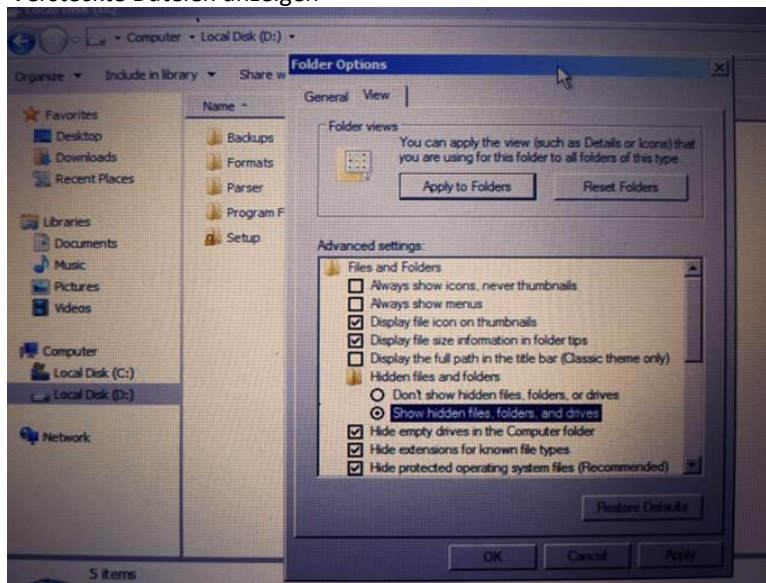 Versteckte Dateien anzeigen
Computer
Local Disk (D:)
Organize
Include in library
Share w
Favorites
Desktop
Downloads
Recent Places
Libraries
Documents
Music
Pictures
Videos
Computer
Local Disk (C:)
Local Disk (D:)
Network
Name
Backups
Formats
Parser
Program F
Setup
5 items
Folder Options
General
View
Folder views
You can apply the view (such as Details or Icons) that
you are using for this folder to all folders of this type.
Apply to Folders
Reset Folders
Advanced settings:
Files and Folders
Always show icons, never thumbnails
Always show menus
Display file icon on thumbnails
Display file size information in folder tips
Display the full path in the title bar (Classic theme only)
Hidden files and folders
Don't show hidden files, folders, or drives
Show hidden files, folders, and drives
Hide empty drives in the Computer folder
Hide extensions for known file types
Hide protected operating system files (Recommended)
Restore Defaults
OK
Cancel
Apply